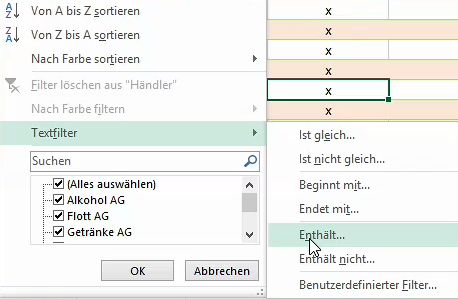 Von A bis Z sortieren
Von Z bis A sortieren
Nach Farbe sortieren
Filter löschen aus "Händler"
Nach Farbe filtern
Textfilter
Suchen
(Alles auswählen)
Alkohol AG
Flott AG
Getränke AG
OK Abbrechen
x
x
x
x
x
x
Ist gleich...
Ist nicht gleich...
Beginnt mit...
Endet mit...
Enthält...
Enthält nicht...
Benutzerdefinierter Filter...